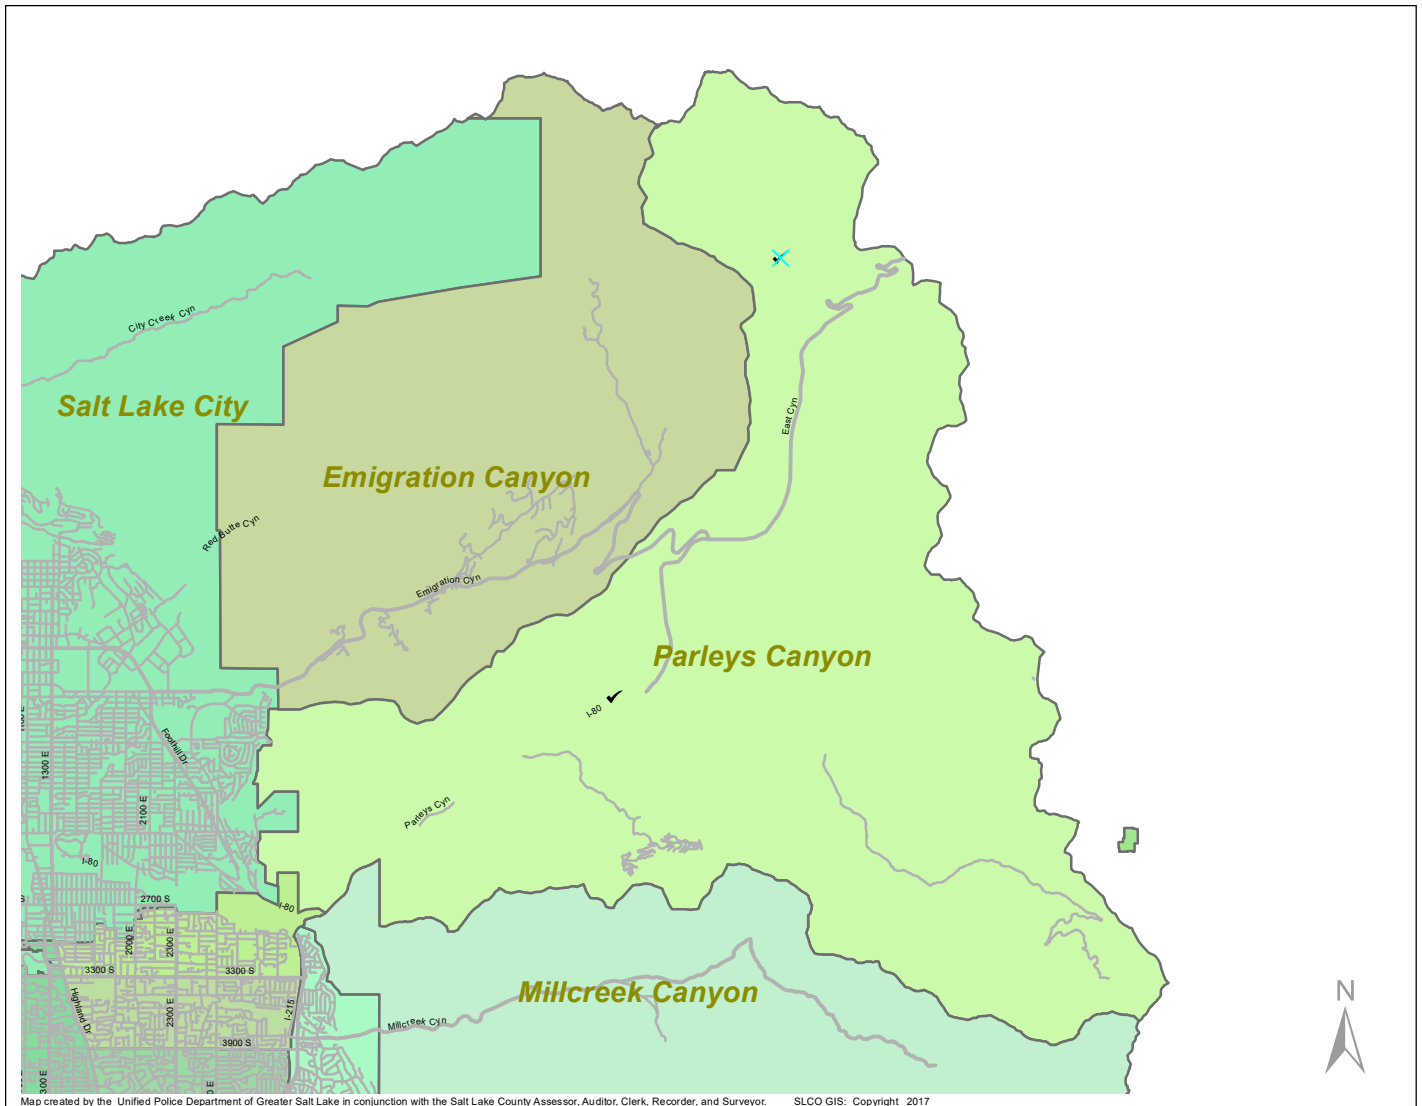 City Creek Cyn
Salt Lake City
East Cyn
Emigration Canyon
Red Butte Cyn
Emigration Cyn
Parleys Canyon
I-80
Foothill Dr
1300 E
2100 E
Parleys Cyn
I-80
S
2700 S
I-80
2000 E
2300 E
3300 S
3300 S
Millcreek Canyon
N
Highland Dr
2300 E
I-215
Millcreek Cyn
3900 S
300 E
E
Map created by the Unified Police Department of Greater Salt Lake in conjunction with the Salt Lake County Assessor, Auditor, Clerk, Recorder, and Surveyor. SLCO GIS: Copyright 2017